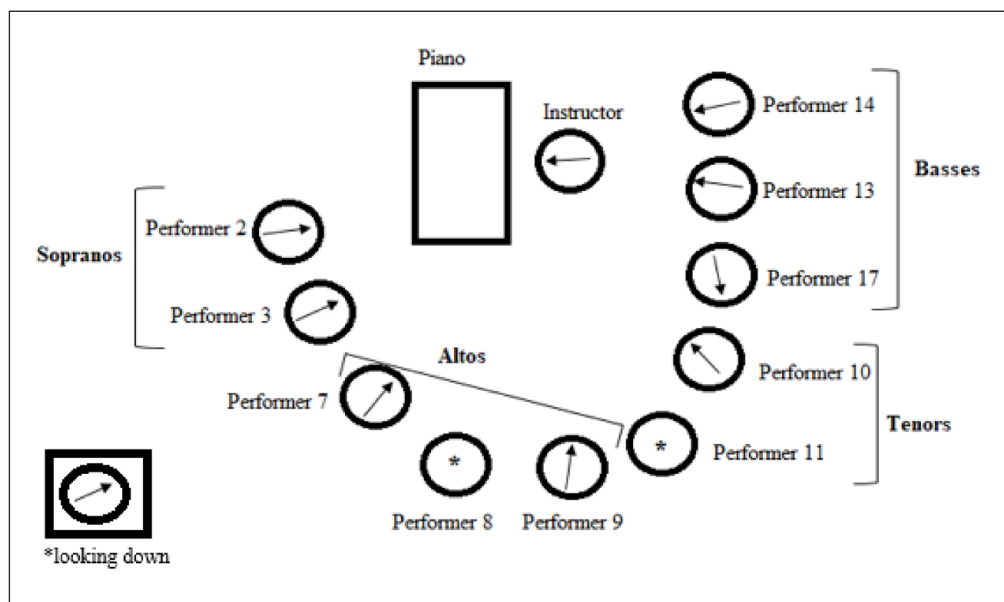 Piano
Instructor
Performer 14
Basses
Performer 13
Performer 2
Sopranos
Performer 17
Performer 3
Altos
Performer 10
Performer 7
Tenors
*
*
Performer 11
Performer 8
Performer 9
*looking down